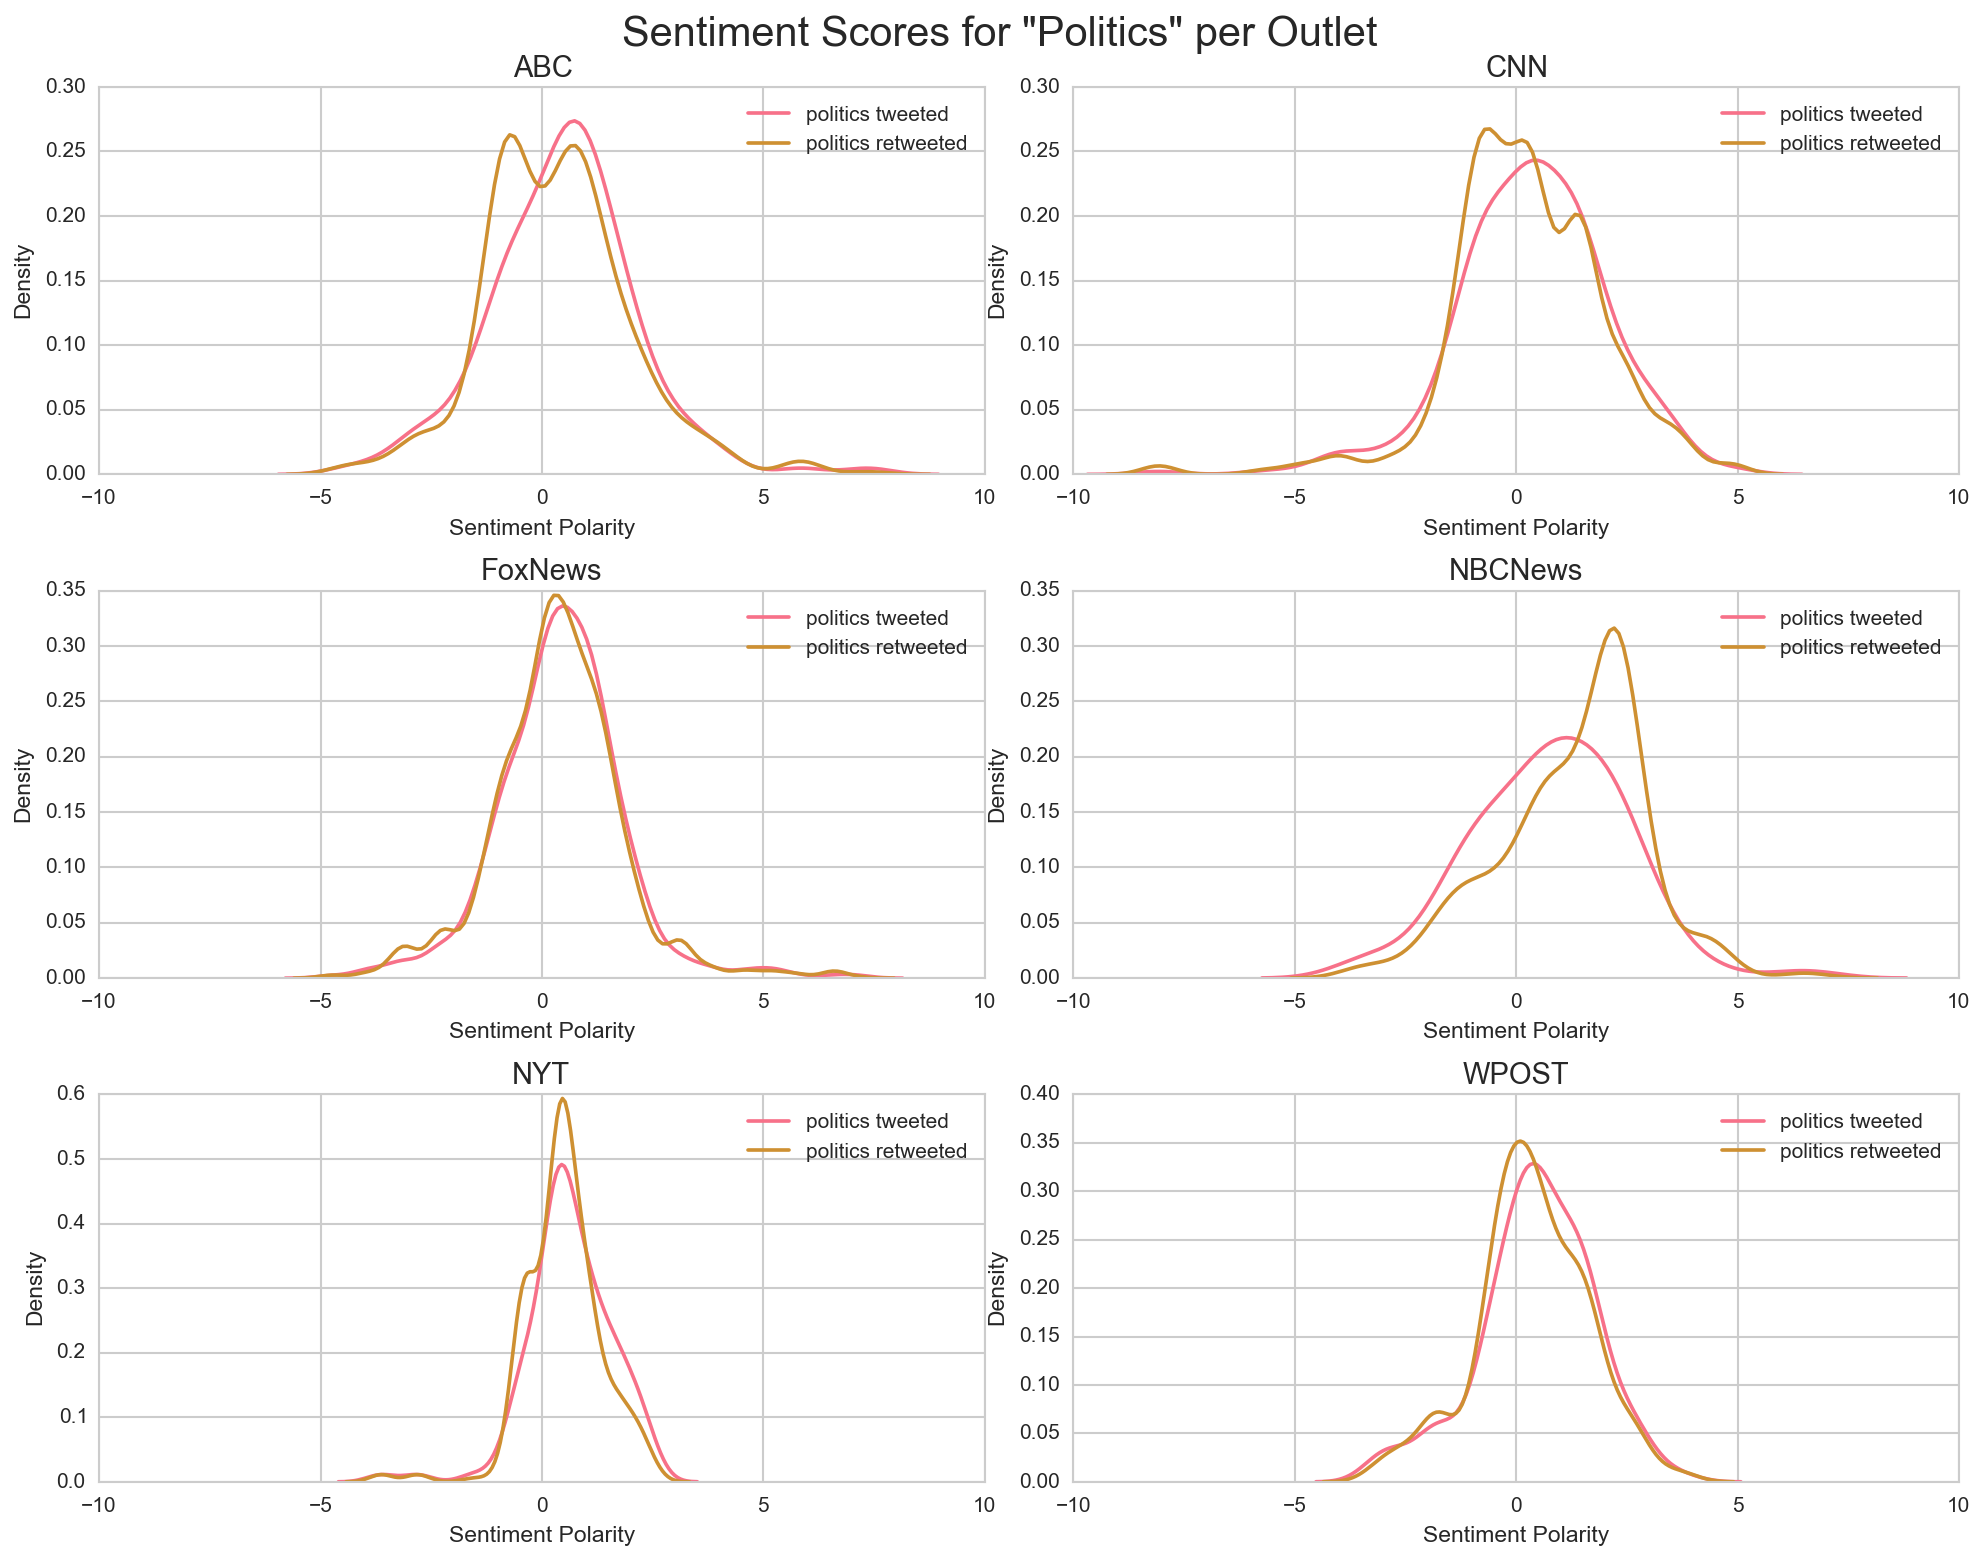 Sentiment Scores for "Politics" per Outlet
ABC
0.30
0.25
0.20
0.15
0.10
0.05
0.00
Density
politics tweeted
politics retweeted
−10 −5 0 5 10
Sentiment Polarity
CNN
0.30
0.25
0.20
0.15
0.10
0.05
0.00
Density
politics tweeted
politics retweeted
−10 −5 0 5 10
Sentiment Polarity
FoxNews
0.35
0.30
0.25
0.20
0.15
0.10
0.05
0.00
Density
politics tweeted
politics retweeted
−10 −5 0 5 10
Sentiment Polarity
NBCNews
0.35
0.30
0.25
0.20
0.15
0.10
0.05
0.00
Density
politics tweeted
politics retweeted
−10 −5 0 5 10
Sentiment Polarity
NYT
0.6
0.5
0.4
0.3
0.2
0.1
0.0
Density
politics tweeted
politics retweeted
−10 −5 0 5 10
Sentiment Polarity
WPOST
0.40
0.35
0.30
0.25
0.20
0.15
0.10
0.05
0.00
Density
politics tweeted
politics retweeted
−10 −5 0 5 10
Sentiment Polarity